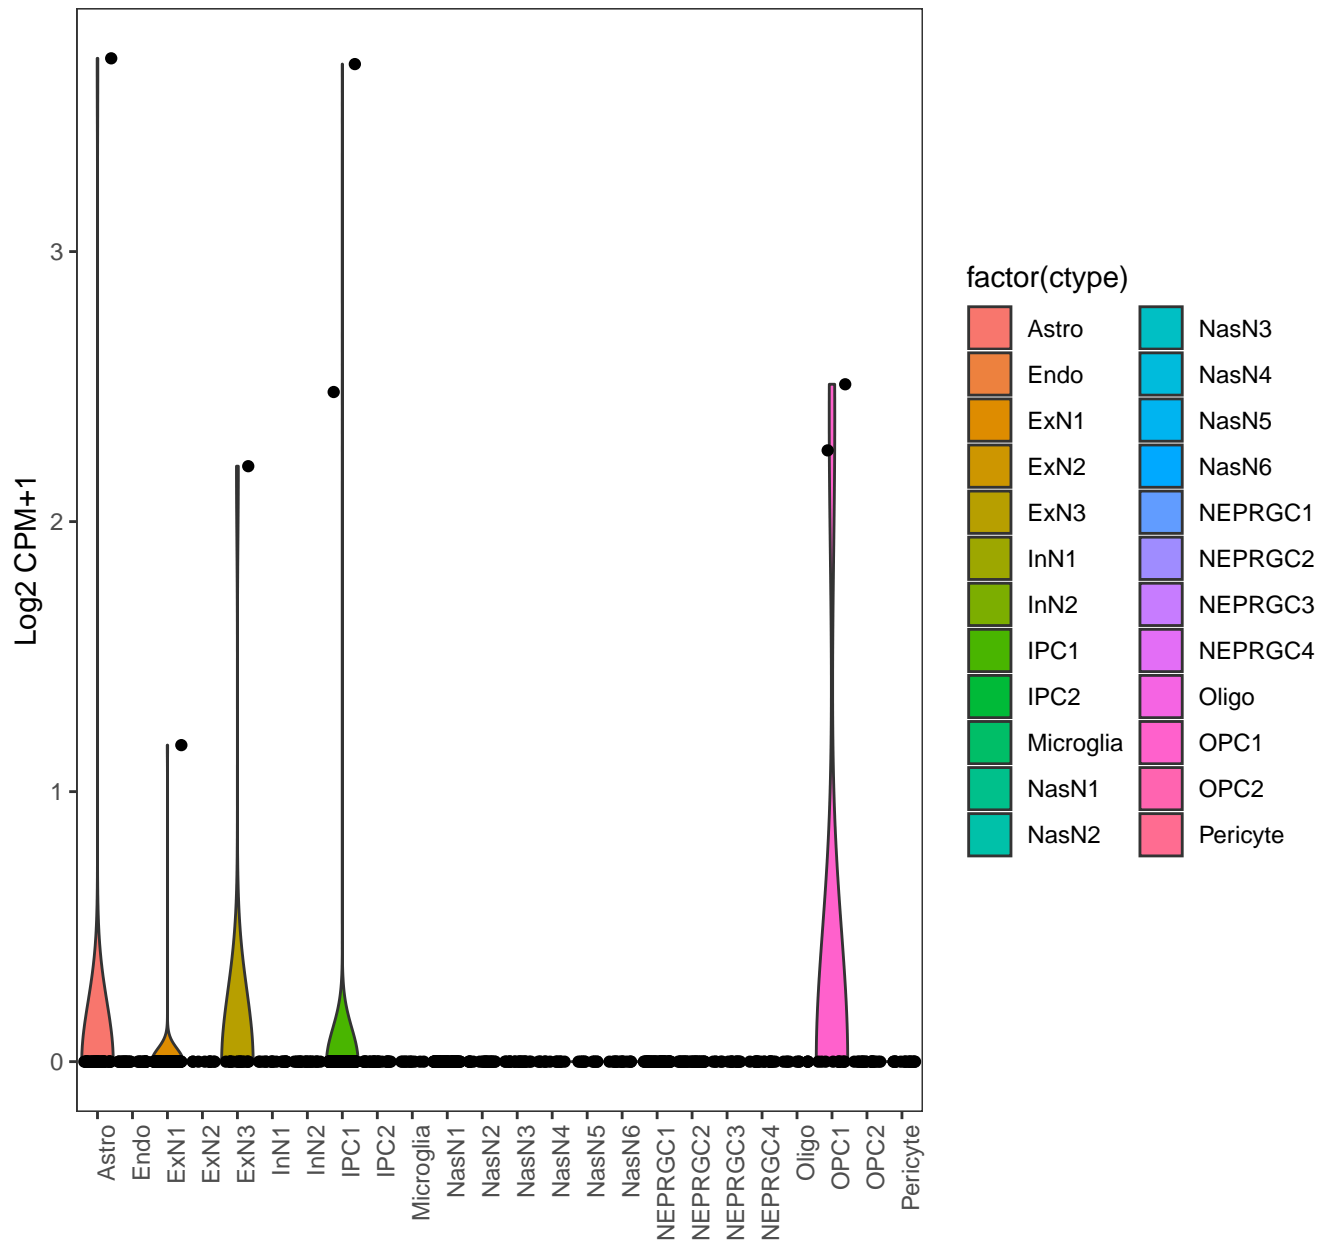 Log2 CPM+1
3
2
1
0
Astro
Endo
ExN1
ExN2
ExN3
InN1
InN2
IPC1
IPC2
Microglia
NasN1
NasN2
NasN3
NasN4
NasN5
NasN6
NEPRGC1
NEPRGC2
NEPRGC3
NEPRGC4
Oligo
OPC1
OPC2
Pericyte
factor(ctype)
Astro
Endo
ExN1
ExN2
ExN3
InN1
InN2
IPC1
IPC2
Microglia
NasN1
NasN2
NasN3
NasN4
NasN5
NasN6
NEPRGC1
NEPRGC2
NEPRGC3
NEPRGC4
Oligo
OPC1
OPC2
Pericyte